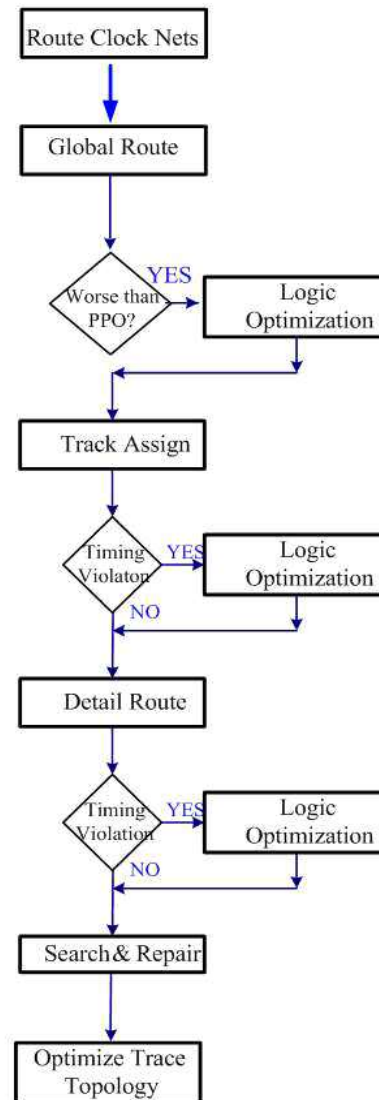 Route Clock Nets
Global Route
YES
Worse than
PPO?
Logic
Optimization
Track Assign
Timing
Violaton
YES
Logic
Optimization
NO
Detail Route
Timing
Violation
YES
Logic
Optimization
NO
Search& Repair
Optimize Trace
Topology